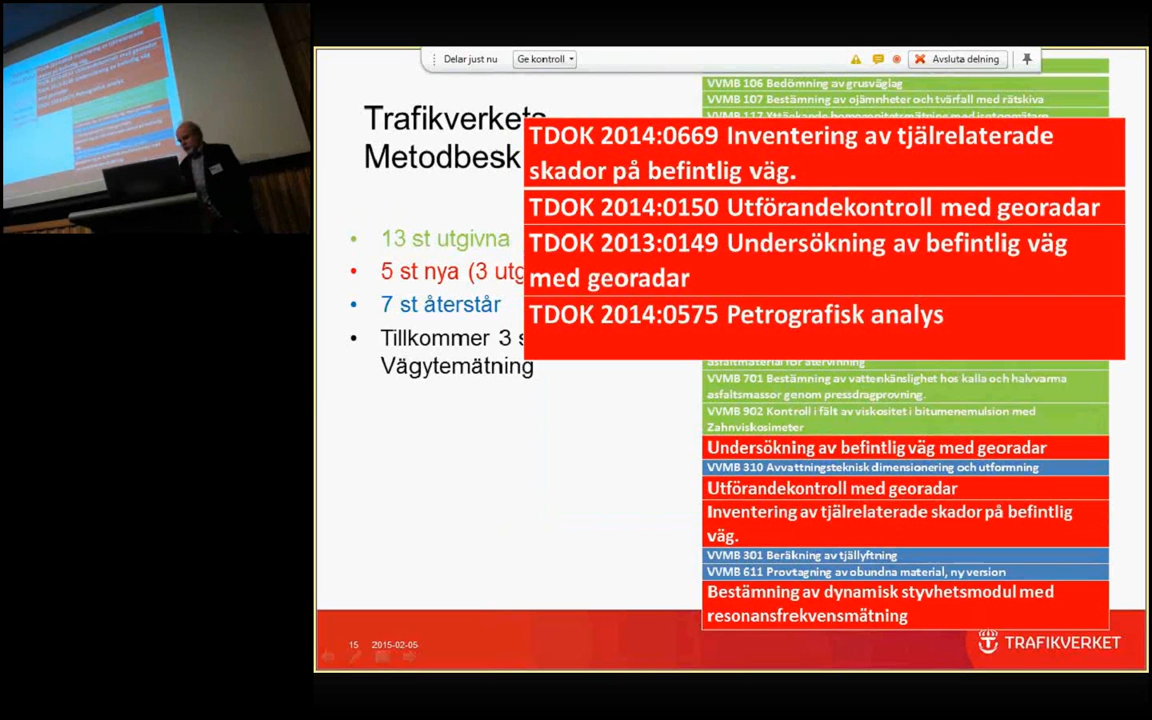 Delar just nu
Ge kontroll
Avsluta delning
Trafikverkets
Metodbesk
13 st utgivna
5 st nya (3 utg
7 st återstår
Tillkommer 3 s
Vägytemätning
VVMB 106 Bedömning av grusväglag
VVMB 107 Bestämning av ojämnheter och tvärfall med rätskiva
TDOK 2014:0669 Inventering av tjälrelaterade
skador på befintlig väg.
TDOK 2014:0150 Utförandekontroll med georadar
TDOK 2013:0149 Undersökning av befintlig väg
med georadar
TDOK 2014:0575 Petrografisk analys
asfaltmaterial för återvinning
VVMB 701 Bestämning av vattenkänslighet hos kalla och halvvarma
asfaltsmassor genom pressdragprovning.
VVMB 902 Kontroll i fält av viskositet i bitumenemulsion med
Zahnviskosimeter
Undersökning av befintlig väg med georadar
VVMB 310 Avvattningsteknisk dimensionering och utformning
Utförandekontroll med georadar
Inventering av tjälrelaterade skador på befintlig
väg.
VVMB 301 Beräkning av tjällyftning
VVMB 611 Provtagning av obundna material, ny version
Bestämning av dynamisk styvhetsmodul med
resonansfrekvensmätning
15 2015-02-05
TRAFIKVERKET